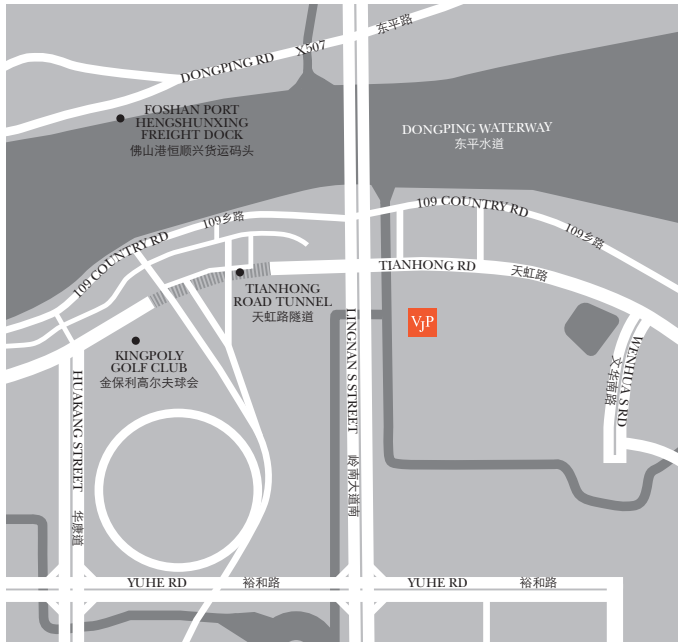 东平路
DONGPING RD X507
FOSHAN PORT
HENGSHUNXING
FREIGHT DOCK
佛山港恒顺兴货运码头
DONGPING WATERWAY
东平水道
109 COUNTRY RD
109乡路
109 COUNTRY RD
109乡路
TIANHONG RD
天虹路
TIANHONG
ROAD TUNNEL
天虹路隧道
VJP
KINGPOLY
GOLF CLUB
金保利高尔夫球会
LINGNAN S STREET
岭南大道南
WENHUA S RD
文华南路
HUAKANG STREET
华康道
YUHE RD
裕和路
YUHE RD
裕和路